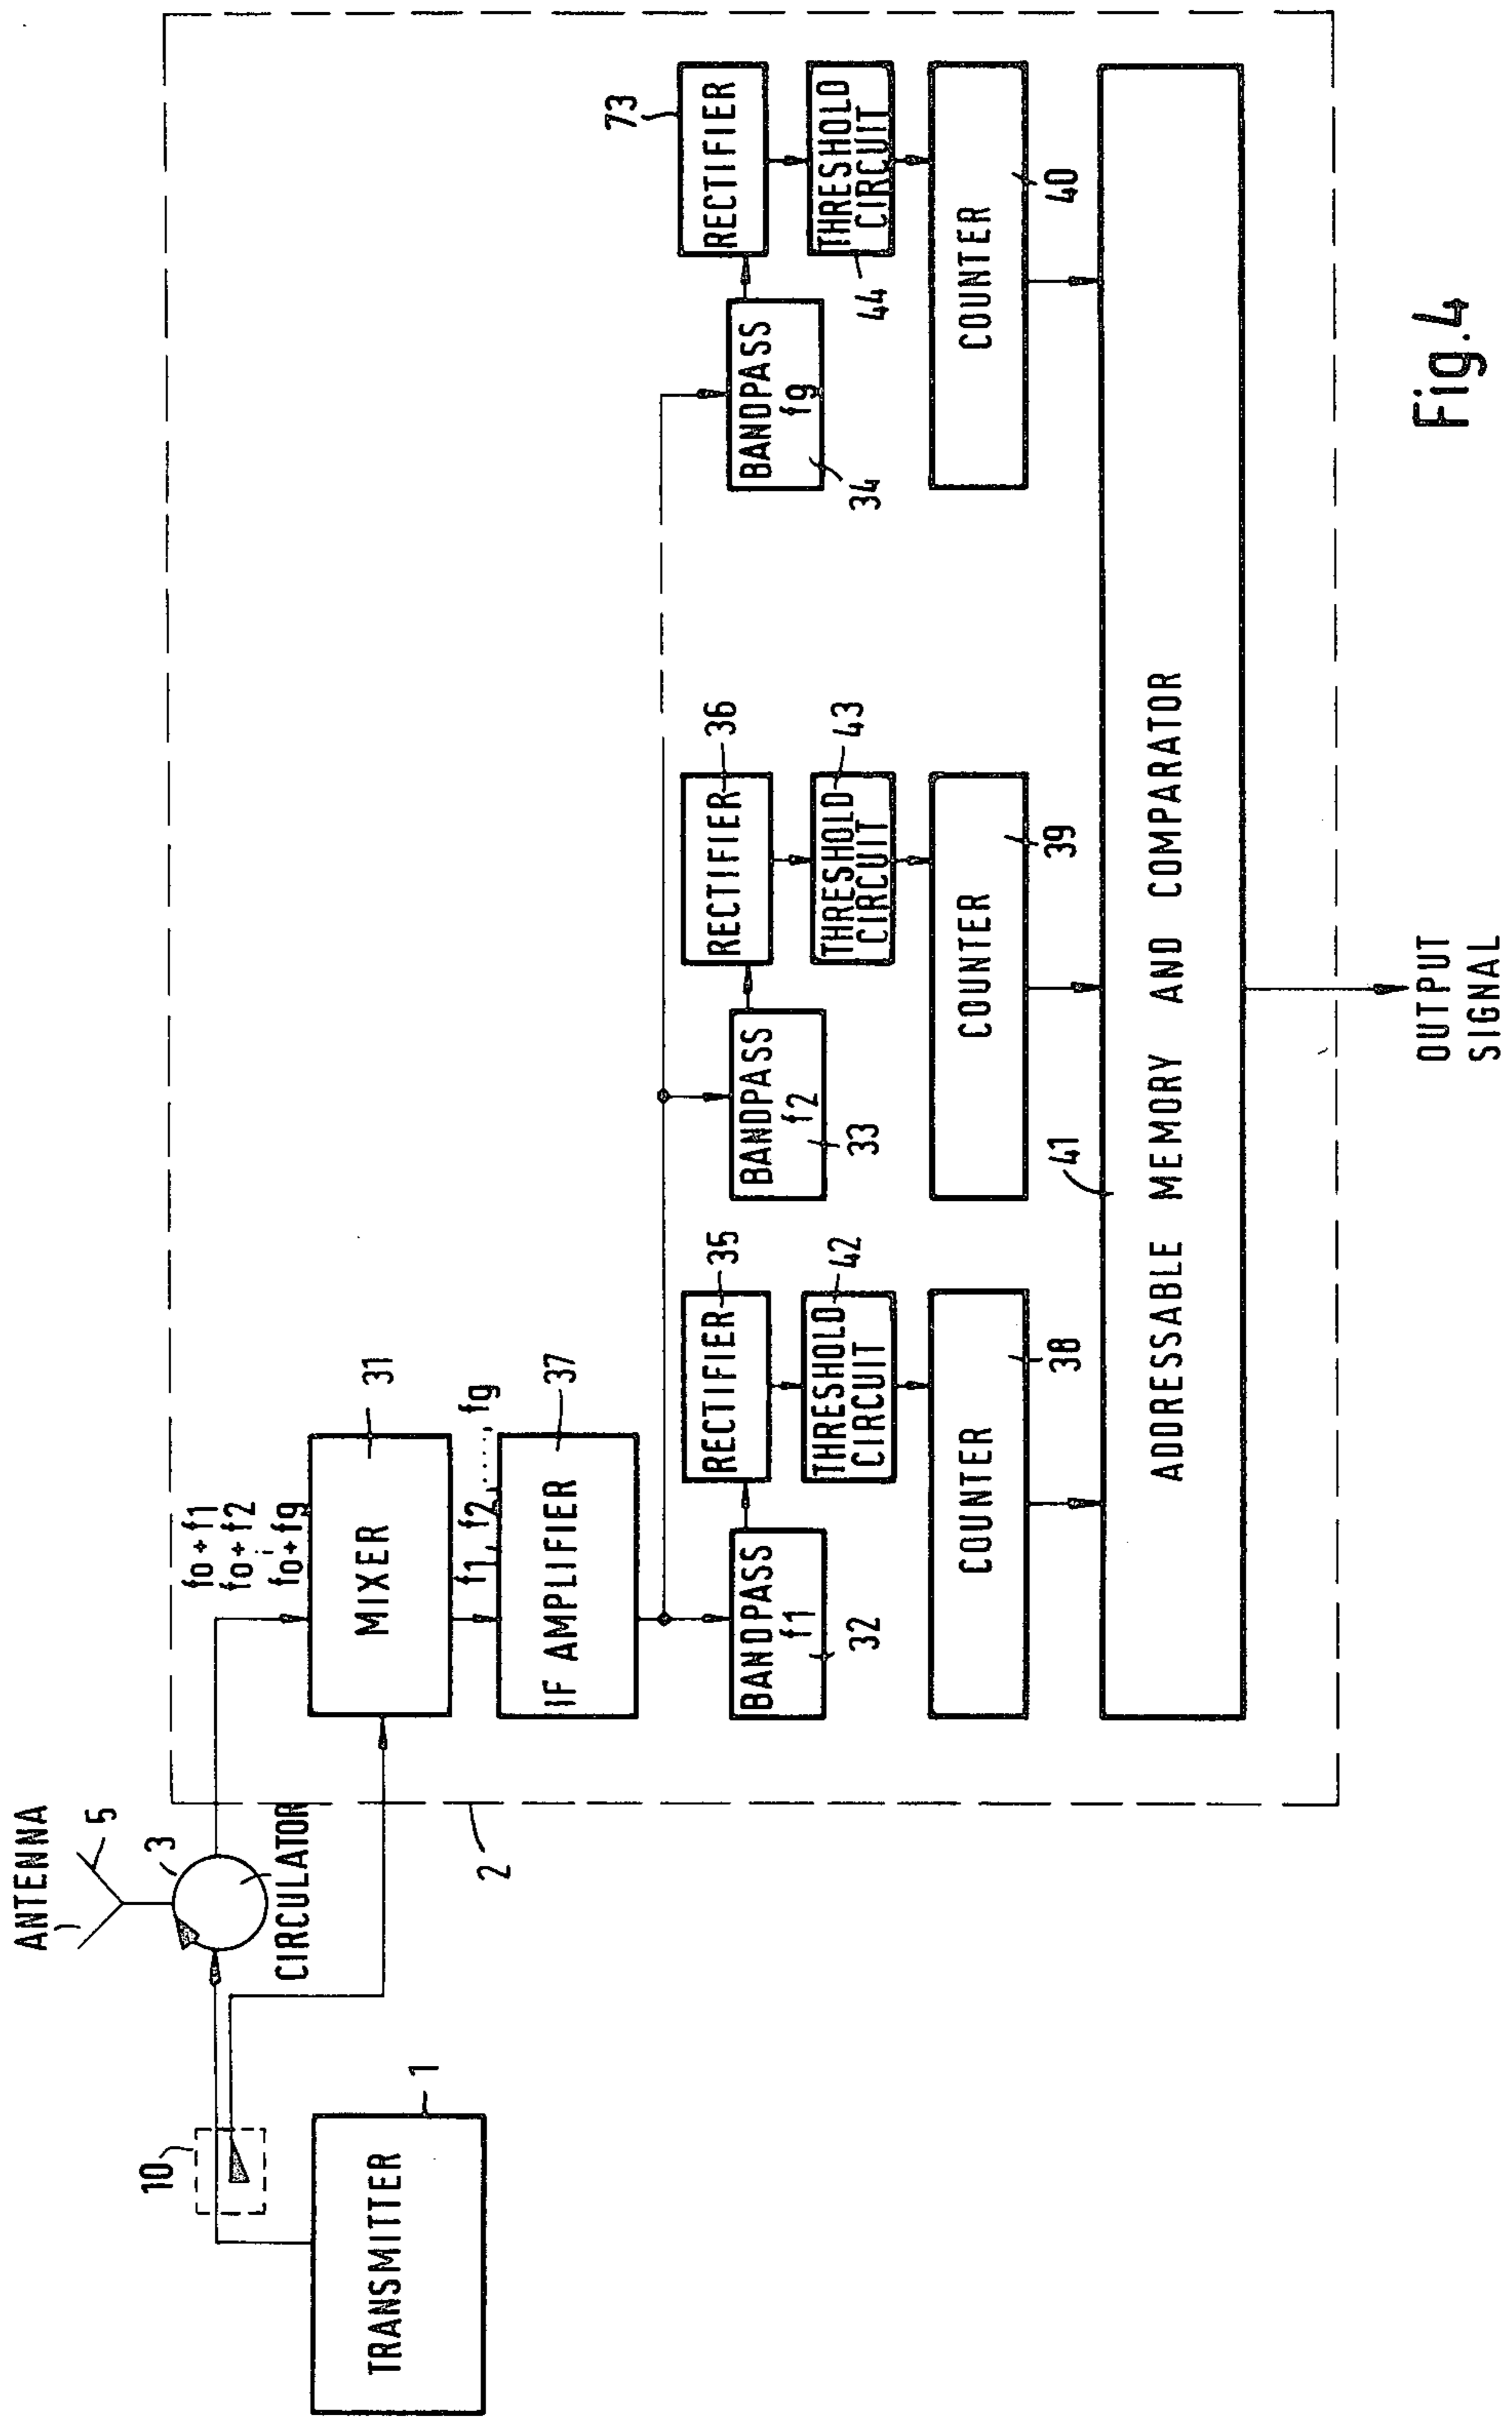 ANTENNA
5
3
CIRCULATOR
10
TRANSMITTER
1
2
fo+f1
fo+f2
fo+fg
MIXER
31
f1, f2 ..... fg
IF AMPLIFIER
37
BANDPASS
f1
32
RECTIFIER
35
THRESHOLD
CIRCUIT
42
COUNTER
38
BANDPASS
f2
33
RECTIFIER
36
THRESHOLD
CIRCUIT
43
COUNTER
39
BANDPASS
fg
34
RECTIFIER
73
THRESHOLD
CIRCUIT
44
COUNTER
40
41
ADDRESSABLE MEMORY AND COMPARATOR
OUTPUT
SIGNAL
Fig.4